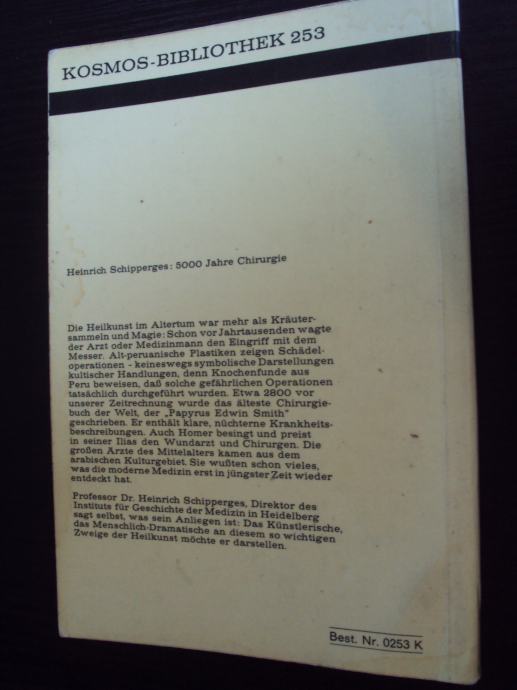 KOSMOS-BIBLIOTHEK 253
Heinrich Schipperges: 5000 Jahre Chirurgie
Die Heilkunst im Altertum war mehr als Kräuter-
sammeln und Magie: Schon vor Jahrtausenden wagte
der Arzt oder Medizinmann den Eingriff mit dem
Messer. Alt-peruanische Plastiken zeigen Schädel-
operationen - keineswegs symbolische Darstellungen
kultischer Handlungen, denn Knochenfunde aus
Peru beweisen, daß solche gefährlichen Operationen
tatsächlich durchgeführt wurden. Etwa 2800 vor
unserer Zeitrechnung wurde das älteste Chirurgie-
buch der Welt, der „Papyrus Edwin Smith"
geschrieben. Er enthält klare, nüchterne Krankheits-
beschreibungen. Auch Homer besingt und preist
in seiner Ilias den Wundarzt und Chirurgen. Die
großen Ärzte des Mittelalters kamen aus dem
arabischen Kulturgebiet. Sie wußten schon vieles,
was die moderne Medizin erst in jüngster Zeit wieder
entdeckt hat.
Professor Dr. Heinrich Schipperges, Direktor des
Instituts für Geschichte der Medizin in Heidelberg
sagt selbst, was sein Anliegen ist: Das Künstlerische,
das Menschlich-Dramatische an diesem so wichtigen
Zweige der Heilkunst möchte er darstellen.
Best. Nr. 0253 K